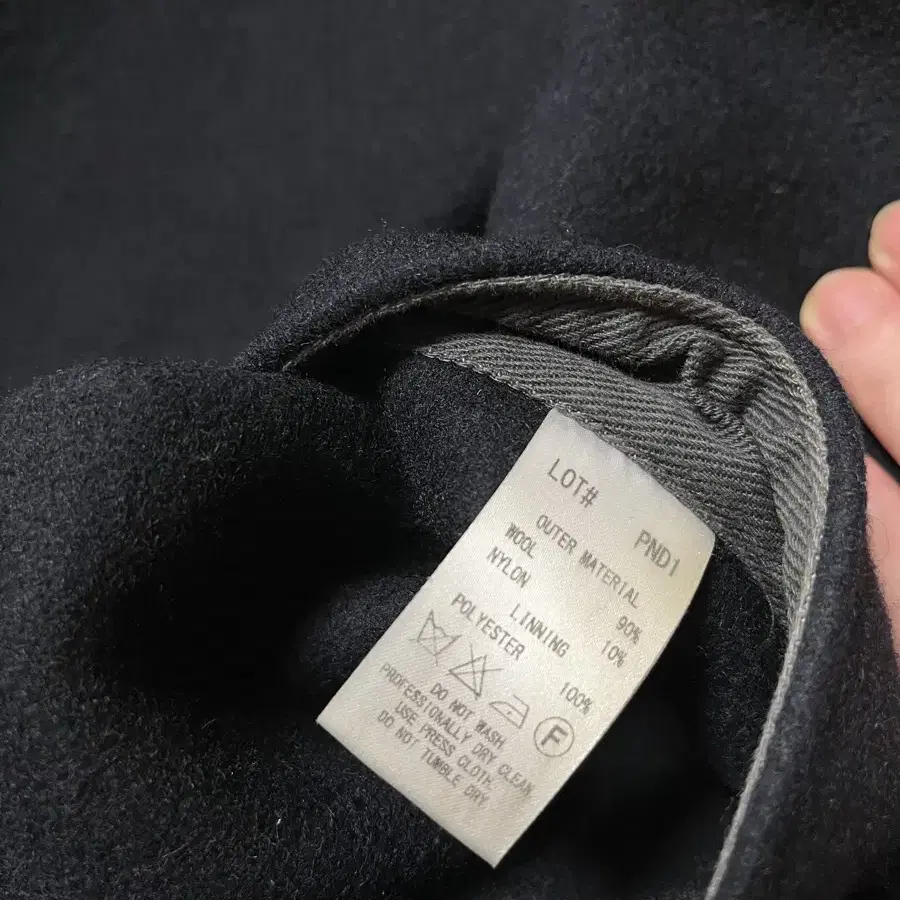 LOT# PND1
OUTER MATERIAL
WOOL 90%
NYLON 10%
LINNING
POLYESTER 100%
F
DO NOT WASH
PROFESSIONALLY DRY CLEAN
USE PRESS CLOTH
DO NOT TUMBLE DRY